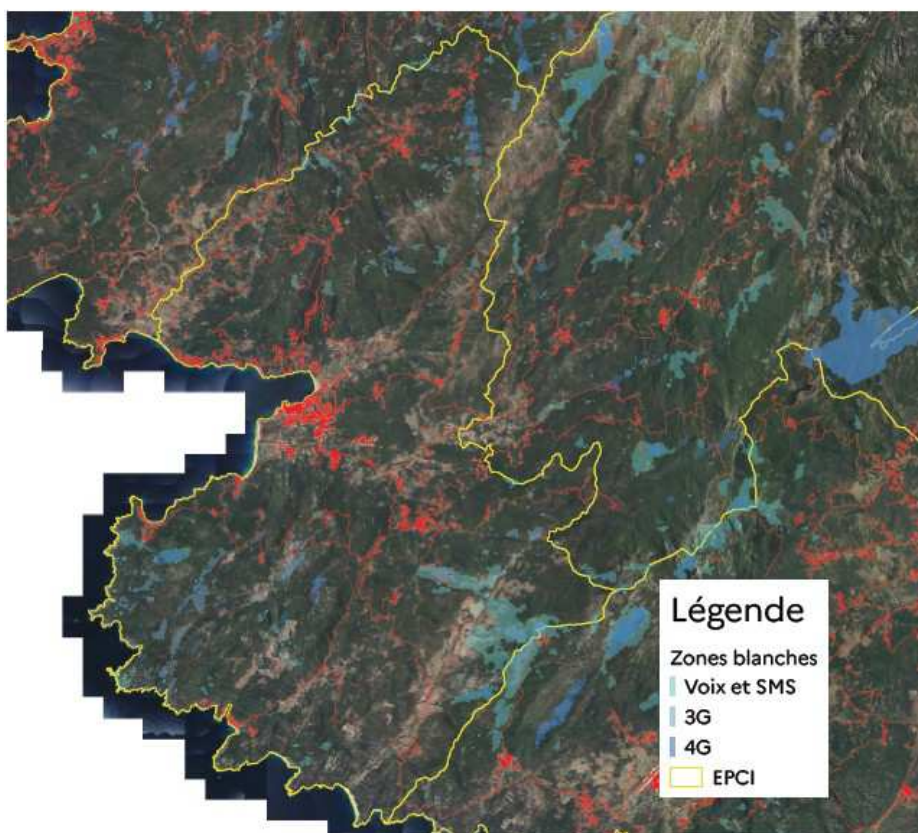 Légende
Zones blanches
Voix et SMS
3G
4G
EPCI